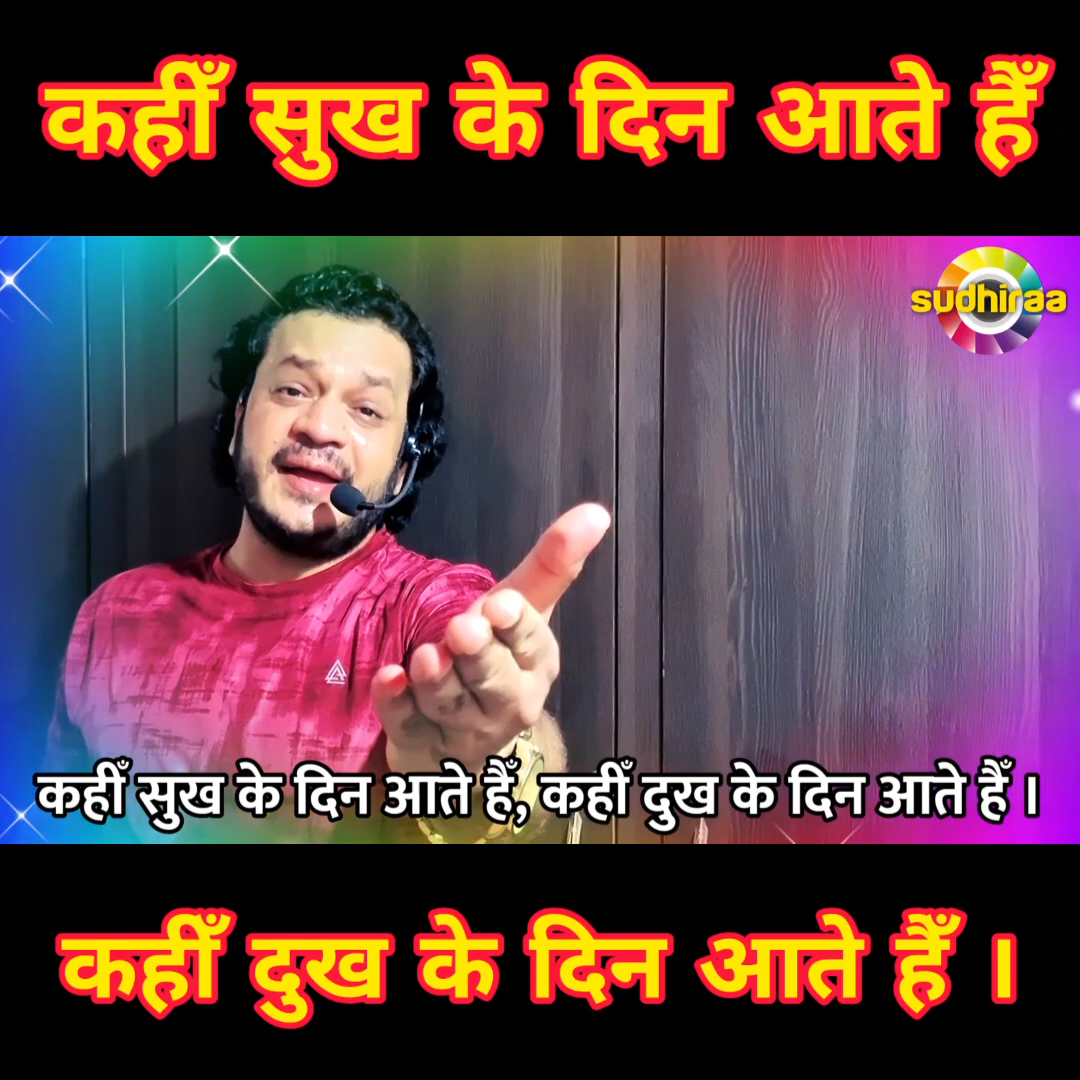 कहीँ सुख के दिन आते हैँ
sudhiraa
कहीँ सुख के दिन आते हैँ, कहीँ दुख के दिन आते हैँ ।
कहीँ दुख के दिन आते हैँ ।